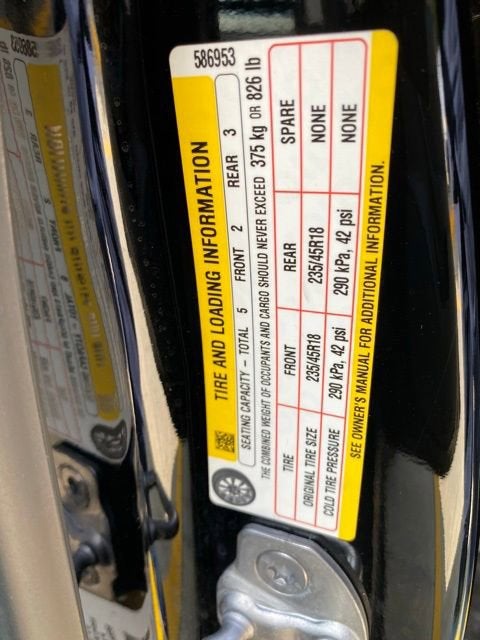 586953
TIRE AND LOADING INFORMATION
SEATING CAPACITY – TOTAL 5 FRONT 2 REAR 3
THE COMBINED WEIGHT OF OCCUPANTS AND CARGO SHOULD NEVER EXCEED 375 kg OR 826 lb
TIRE FRONT REAR SPARE
ORIGINAL TIRE SIZE 235/45R18 235/45R18 NONE
COLD TIRE PRESSURE 290 kPa, 42 psi 290 kPa, 42 psi NONE
SEE OWNER'S MANUAL FOR ADDITIONAL INFORMATION.